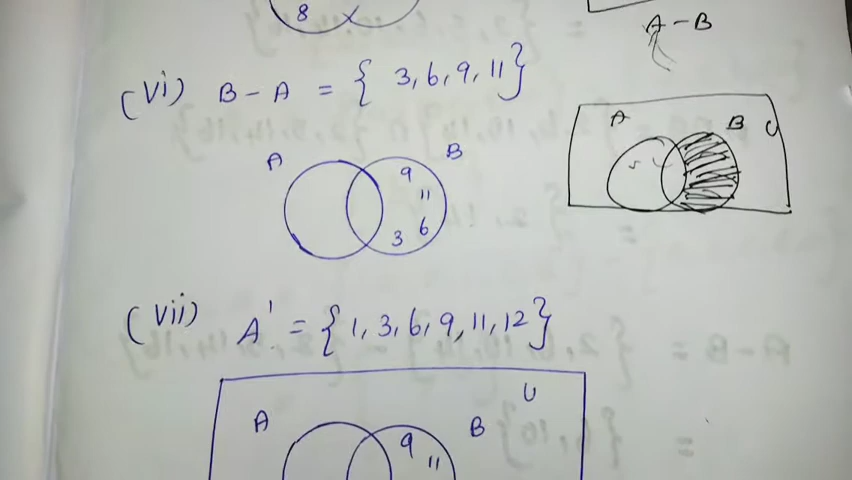 8
A - B
(vi) B - A = { 3, 6, 9, 11}
A B U
A B
9
11
6
3
(vii) A' = { 1, 3, 6, 9, 11, 12 }
U
A B
9
11